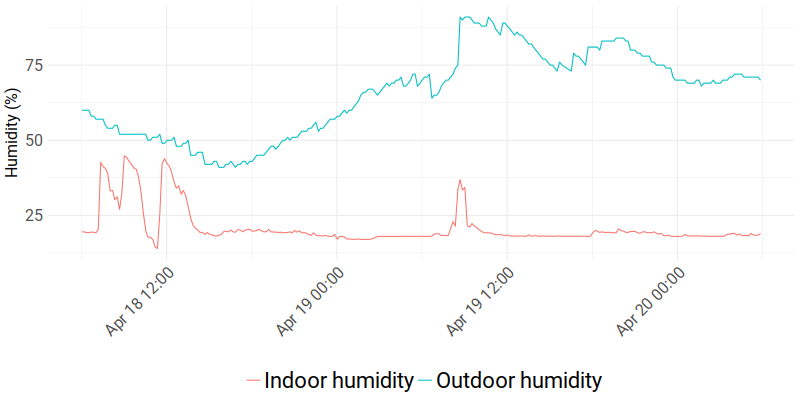 Humidity (%)
75
50
25
Apr 18 12:00
Apr 19 00:00
Apr 19 12:00
Apr 20 00:00
Indoor humidity Outdoor humidity